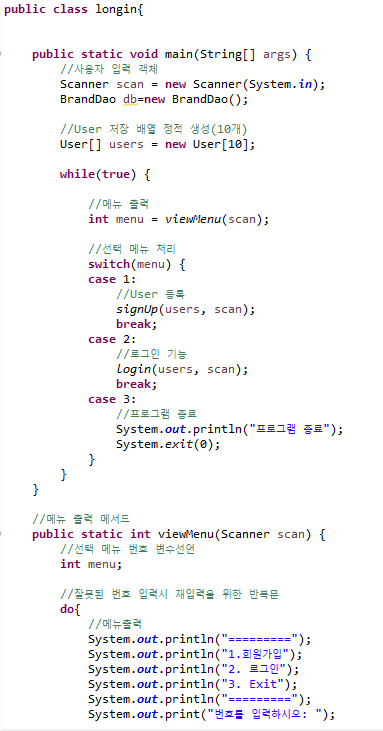 public class longin{
public static void main(String[] args) {
//사용자 입력 객체
Scanner scan = new Scanner(System.in);
BrandDao db=new BrandDao();
//User 저장 배열 정적 생성(10개)
User[] users = new User[10];
while(true) {
//메뉴 출력
int menu = viewMenu(scan);
//선택 메뉴 처리
switch(menu) {
case 1:
//User 등록
signUp(users, scan);
break;
case 2:
//로그인 기능
login(users, scan);
break;
case 3:
//프로그램 종료
System.out.println("프로그램 종료");
System.exit(0);
}
}
}
//메뉴 출력 메서드
public static int viewMenu(Scanner scan) {
//선택 메뉴 번호 변수선언
int menu;
//잘못된 번호 입력시 재입력을 위한 반복문
do{
//메뉴출력
System.out.println("=========");
System.out.println("1.회원가입");
System.out.println("2. 로그인");
System.out.println("3. Exit");
System.out.println("=========");
System.out.print("번호를 입력하시오: ");